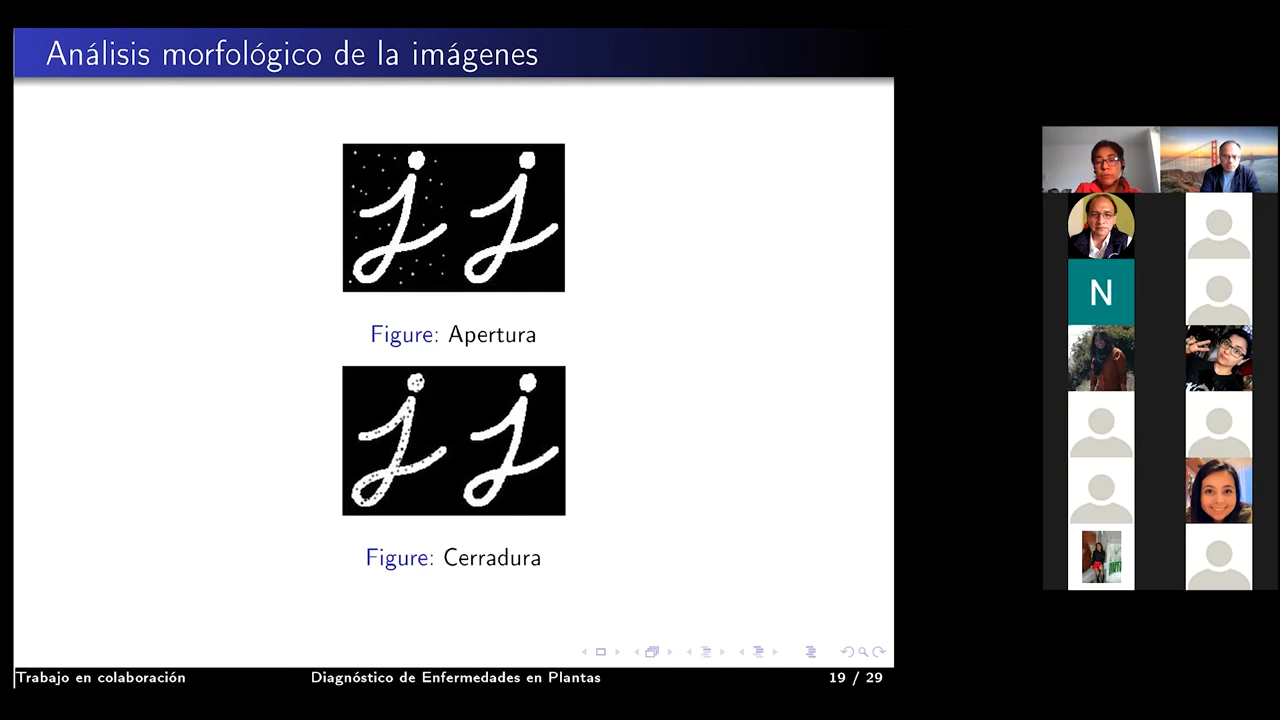 Análisis morfológico de la imágenes
Figure: Apertura
Figure: Cerradura
Trabajo en colaboración
Diagnóstico de Enfermedades en Plantas
19 / 29
N